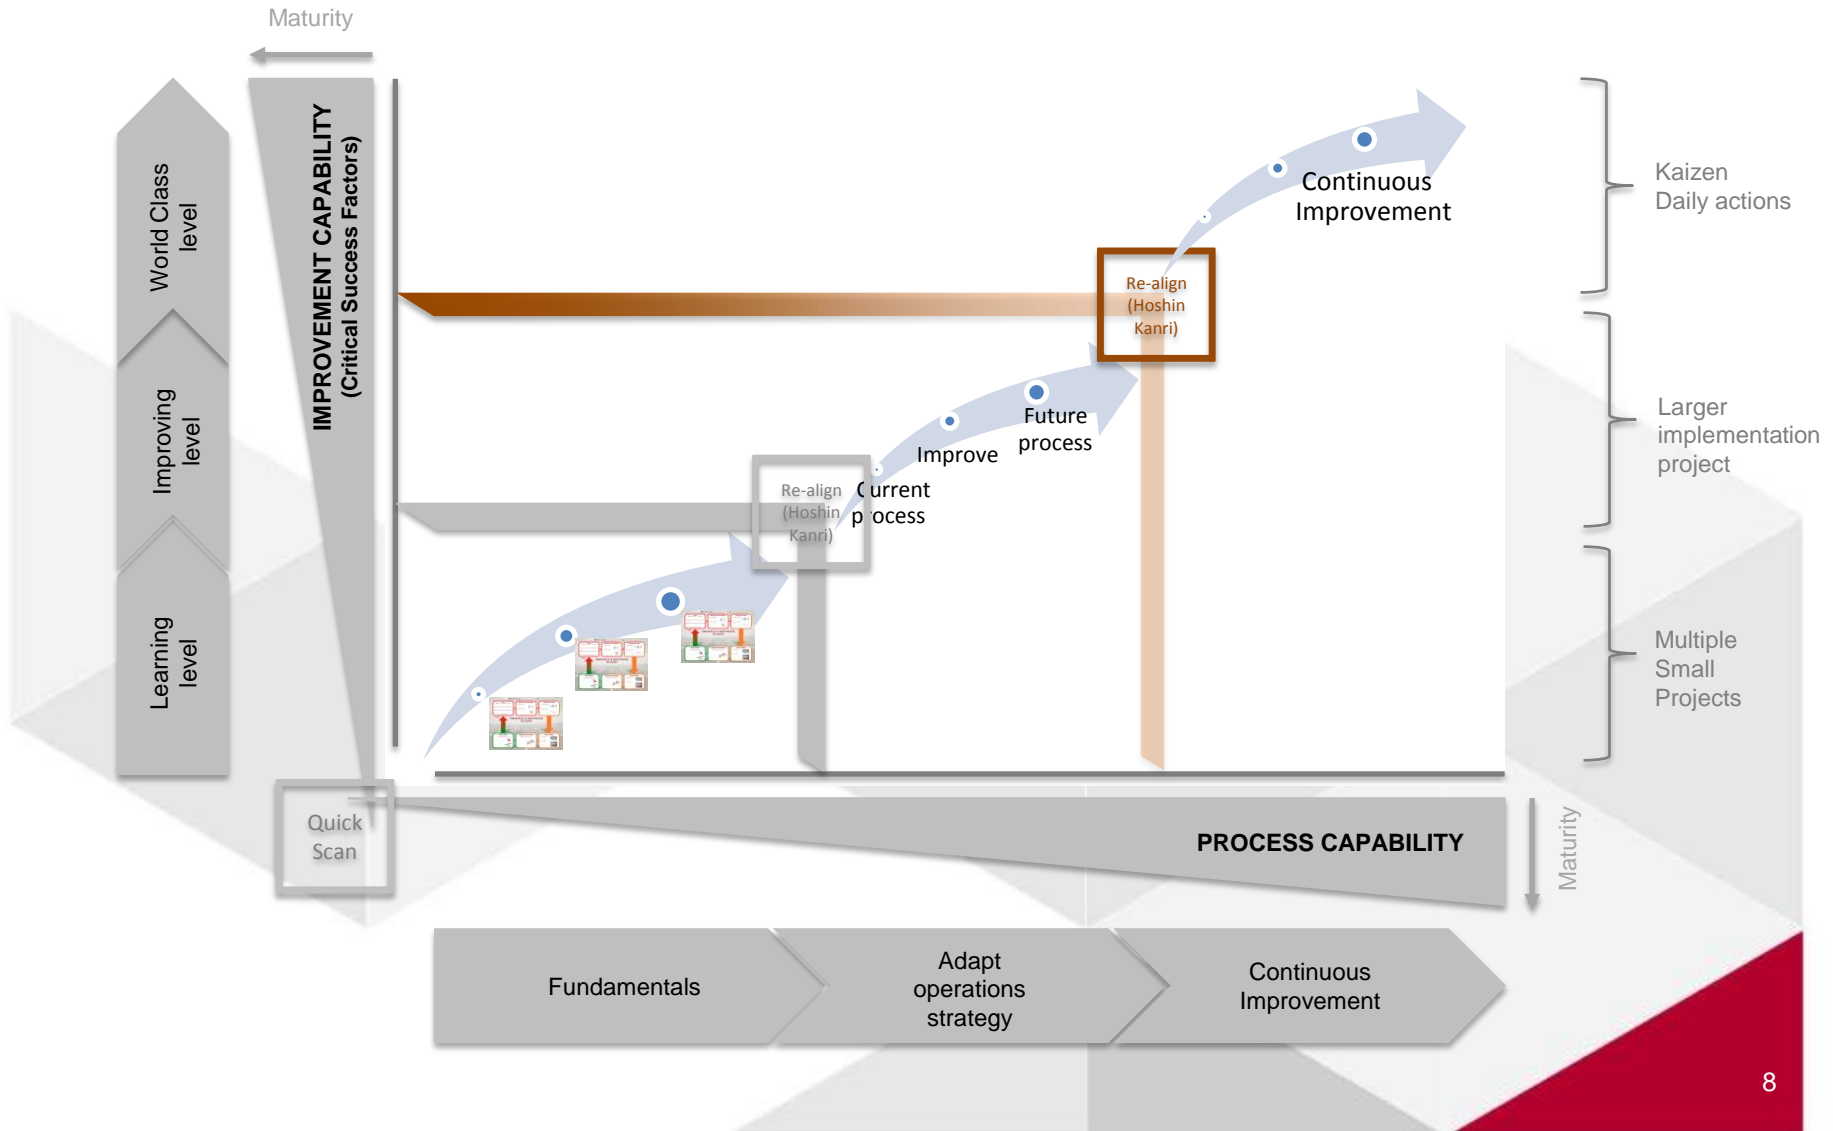 Maturity
IMPROVEMENT CAPABILITY
(Critical Success Factors)
World Class
level
Improving
level
Learning
level
Continuous
Improvement
Re-align
(Hoshin
Kanri)
Future
process
Improve
Current
process
Re-align
(Hoshin
Kanri)
Kaizen
Daily actions
Larger
implementation
project
Multiple
Small
Projects
Quick
Scan
PROCESS CAPABILITY
Maturity
Fundamentals
Adapt
operations
strategy
Continuous
Improvement
8